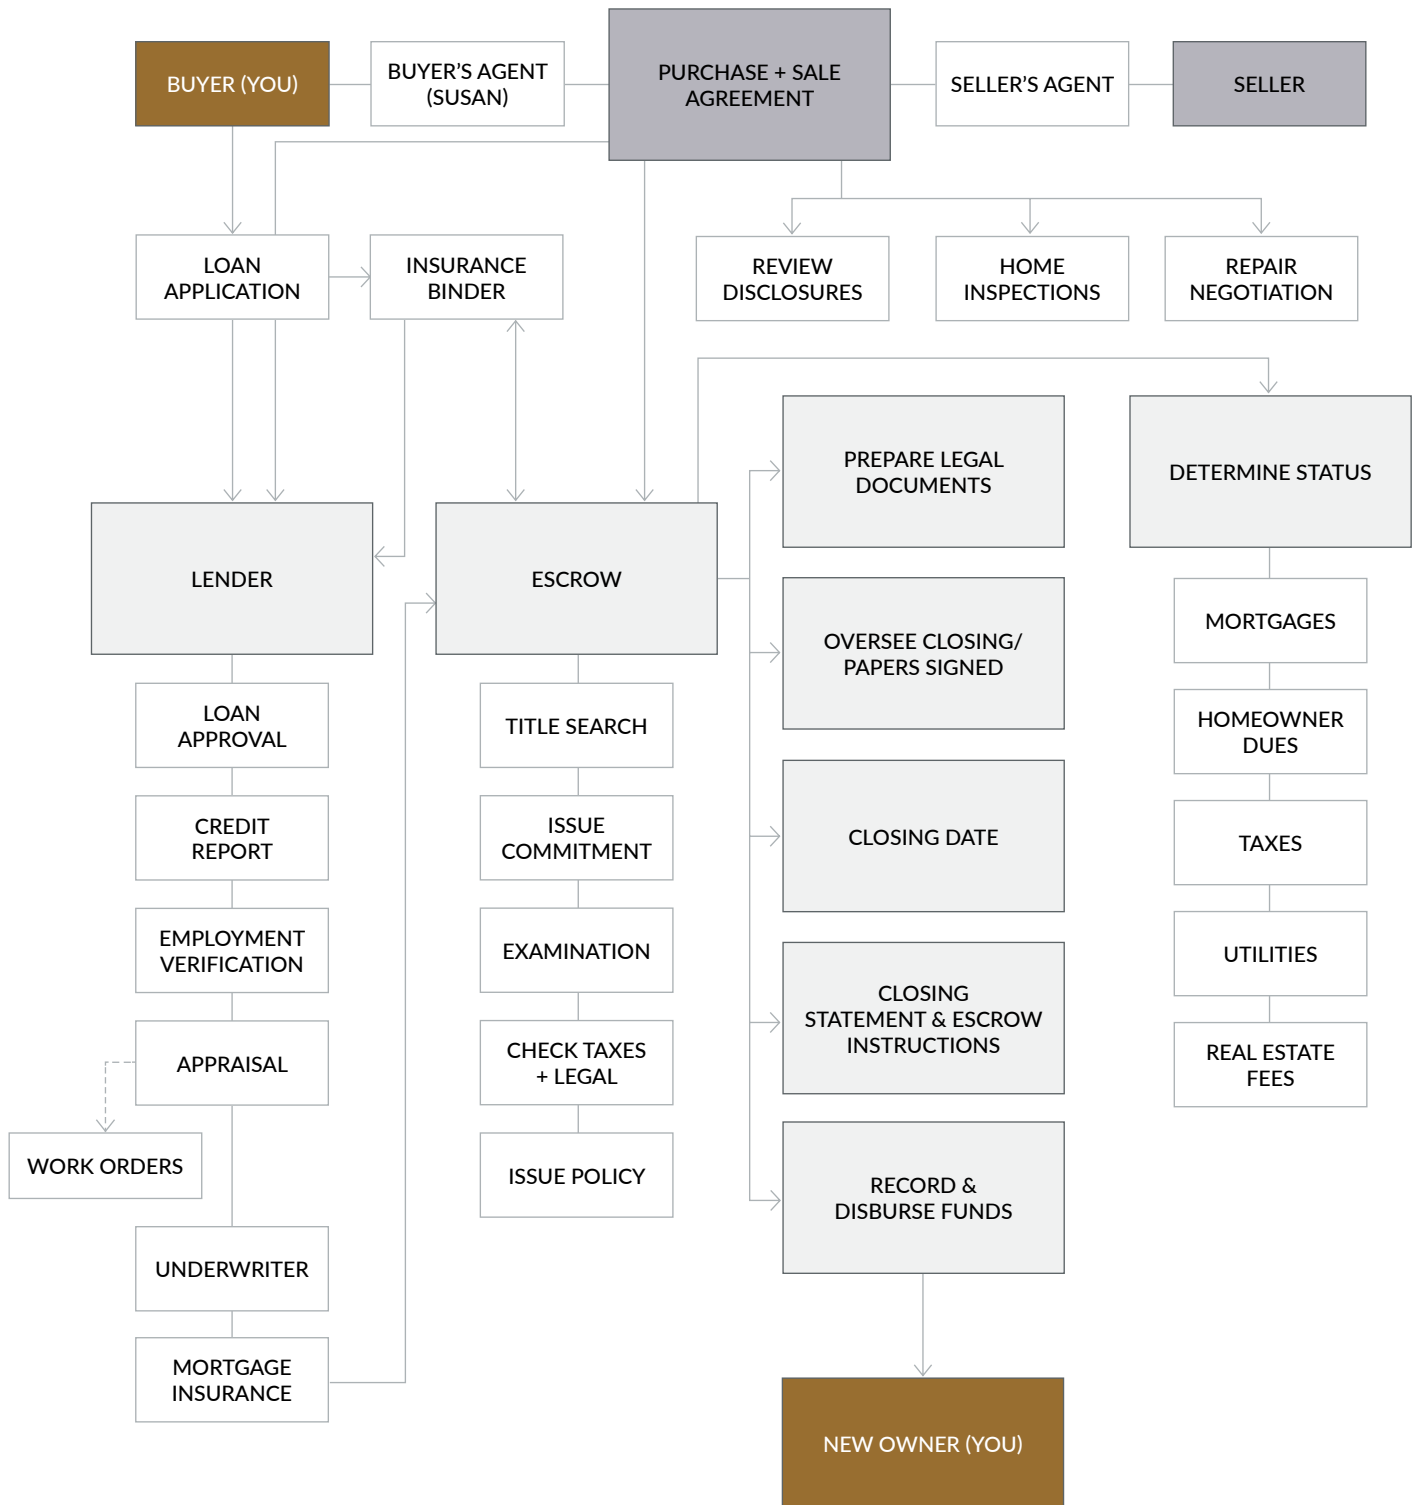 BUYER (YOU)
BUYER'S AGENT
(SUSAN)
PURCHASE + SALE
AGREEMENT
SELLER'S AGENT
SELLER
LOAN
APPLICATION
INSURANCE
BINDER
REVIEW
DISCLOSURES
HOME
INSPECTIONS
REPAIR
NEGOTIATION
LENDER
ESCROW
PREPARE LEGAL
DOCUMENTS
DETERMINE STATUS
OVERSEE CLOSING/
PAPERS SIGNED
CLOSING DATE
CLOSING
STATEMENT & ESCROW
INSTRUCTIONS
RECORD &
DISBURSE FUNDS
NEW OWNER (YOU)
LOAN
APPROVAL
CREDIT
REPORT
EMPLOYMENT
VERIFICATION
APPRAISAL
WORK ORDERS
UNDERWRITER
MORTGAGE
INSURANCE
TITLE SEARCH
ISSUE
COMMITMENT
EXAMINATION
CHECK TAXES
+ LEGAL
ISSUE POLICY
MORTGAGES
HOMEOWNER
DUES
TAXES
UTILITIES
REAL ESTATE
FEES